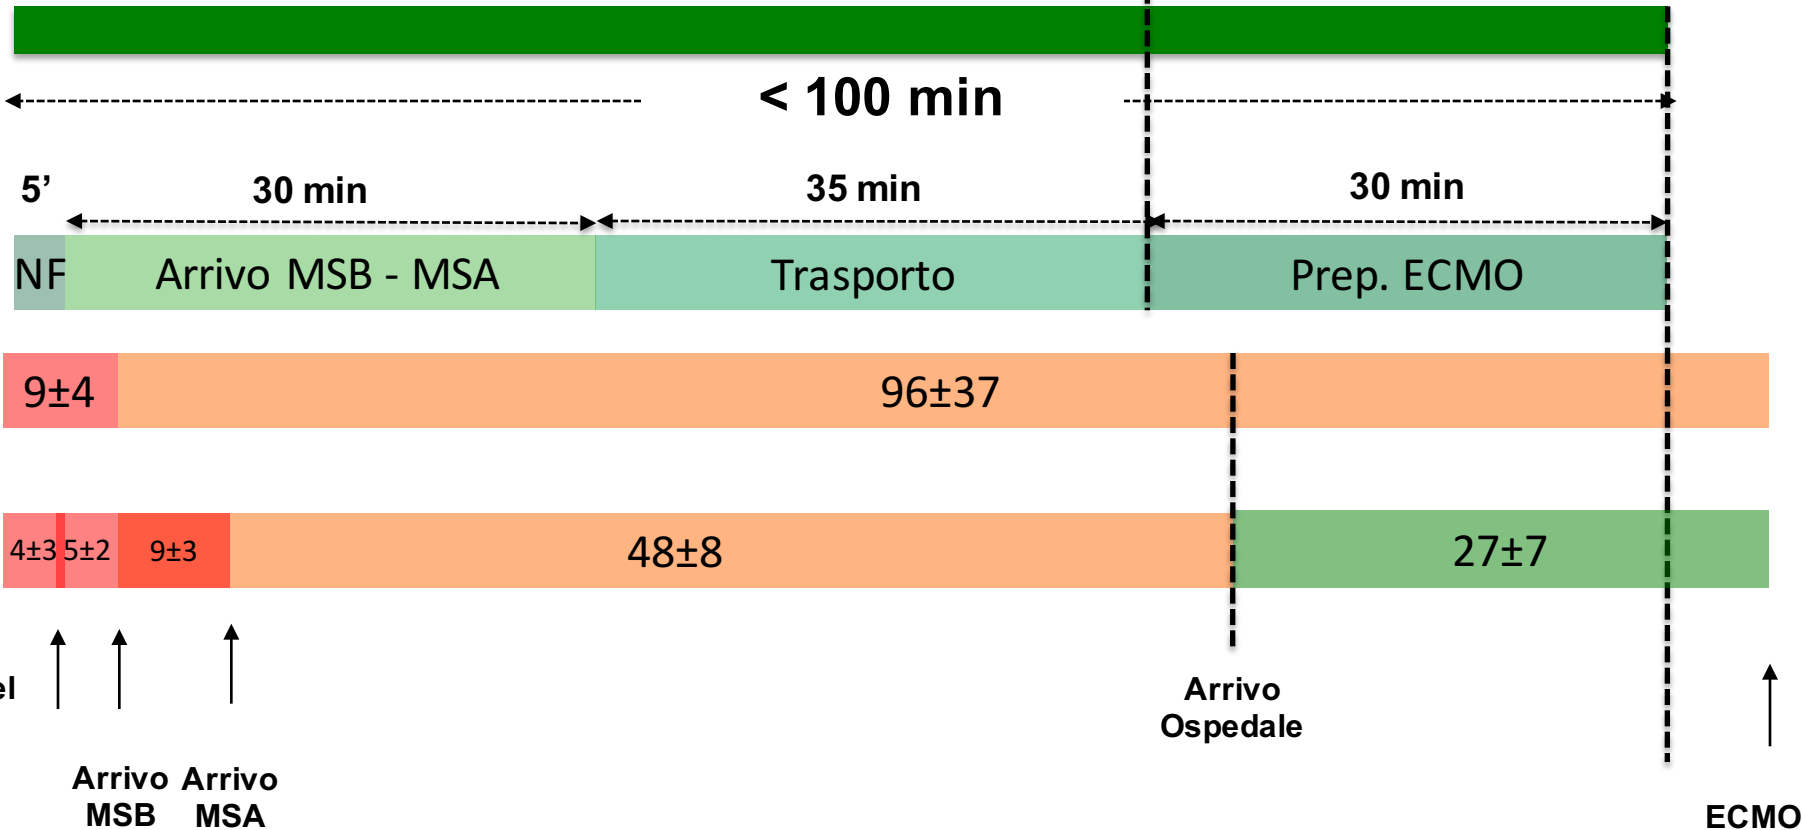 < 100 min
5’ 30 min 35 min 30 min
NF Arrivo MSB - MSA Trasporto Prep. ECMO
9±4 96±37
4±3 5±2 9±3 48±8 27±7
el
Arrivo
Ospedale
Arrivo
MSB
Arrivo
MSA
ECMO